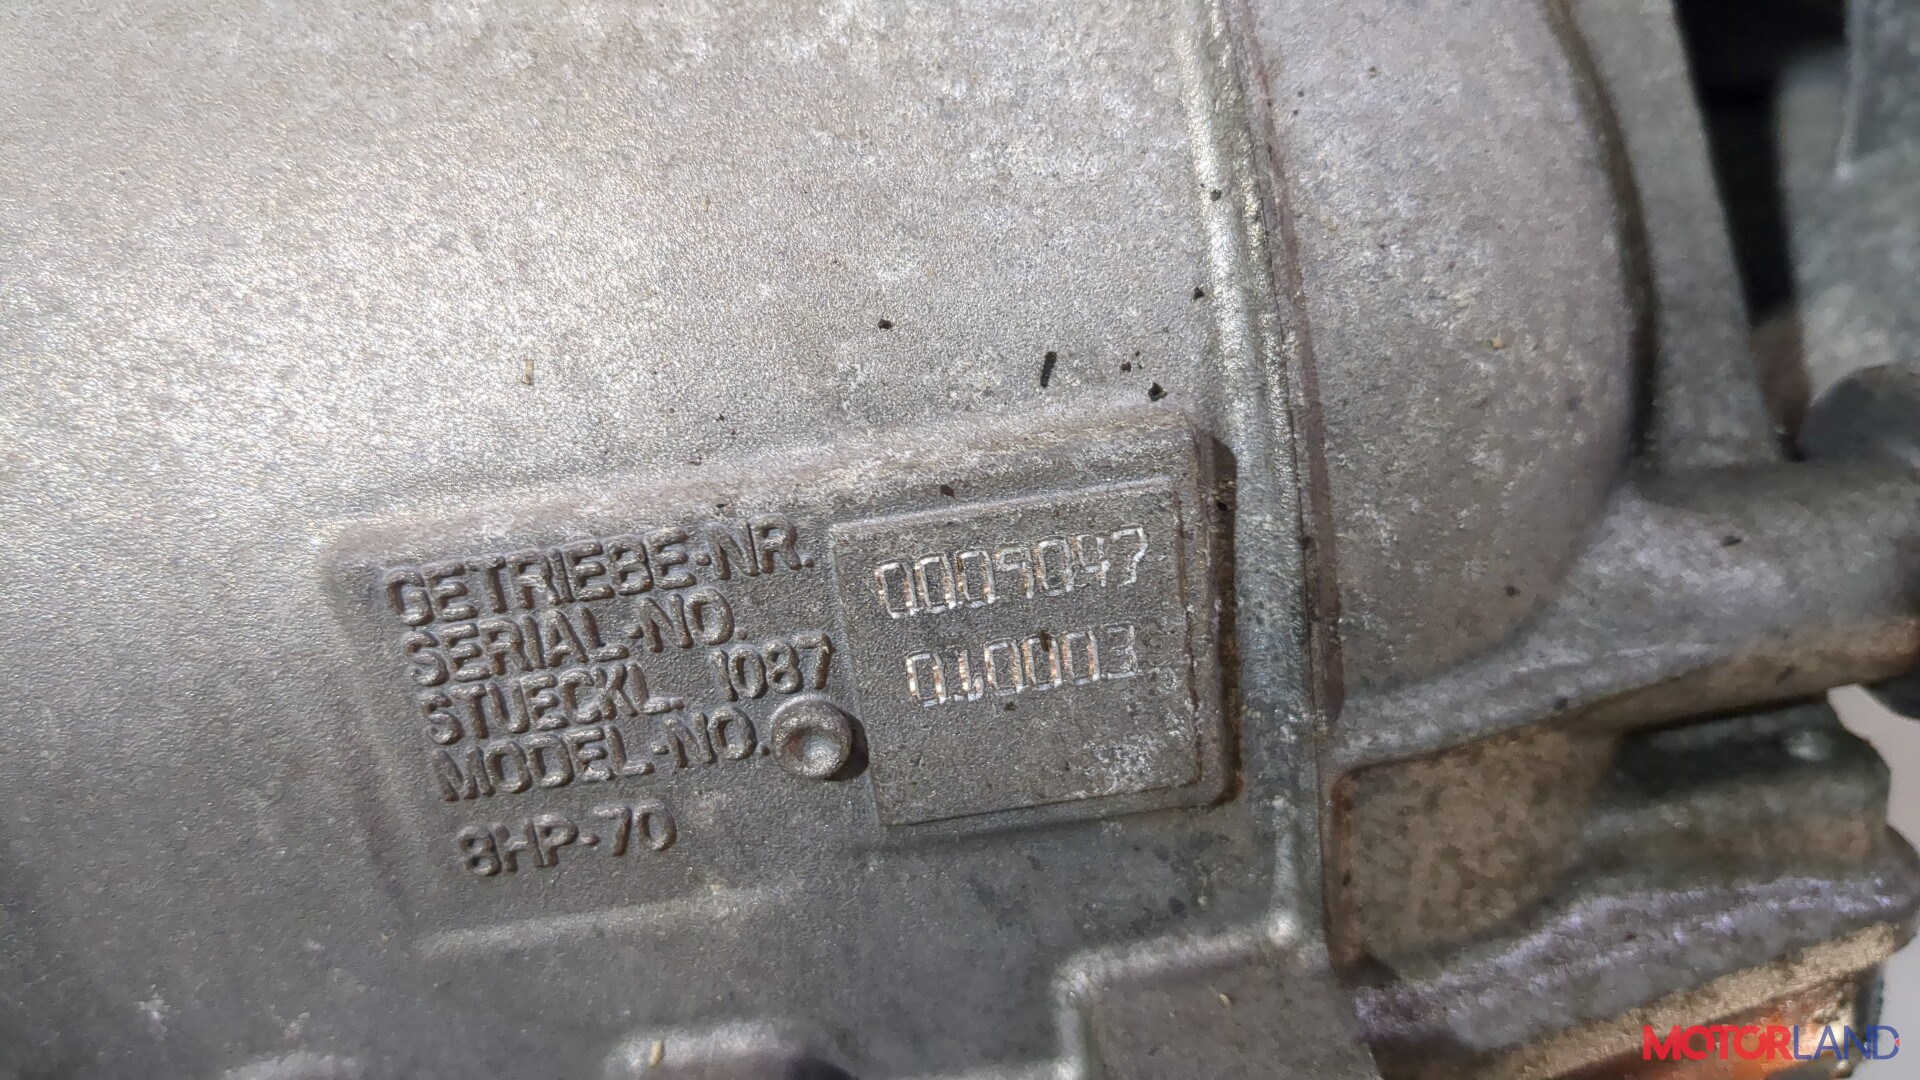 GETRIEBE-NR. 0009047
SERIAL-NO.
STUECKL. 1087 010003
MODEL-NO.
8HP-70
MOTORLAND